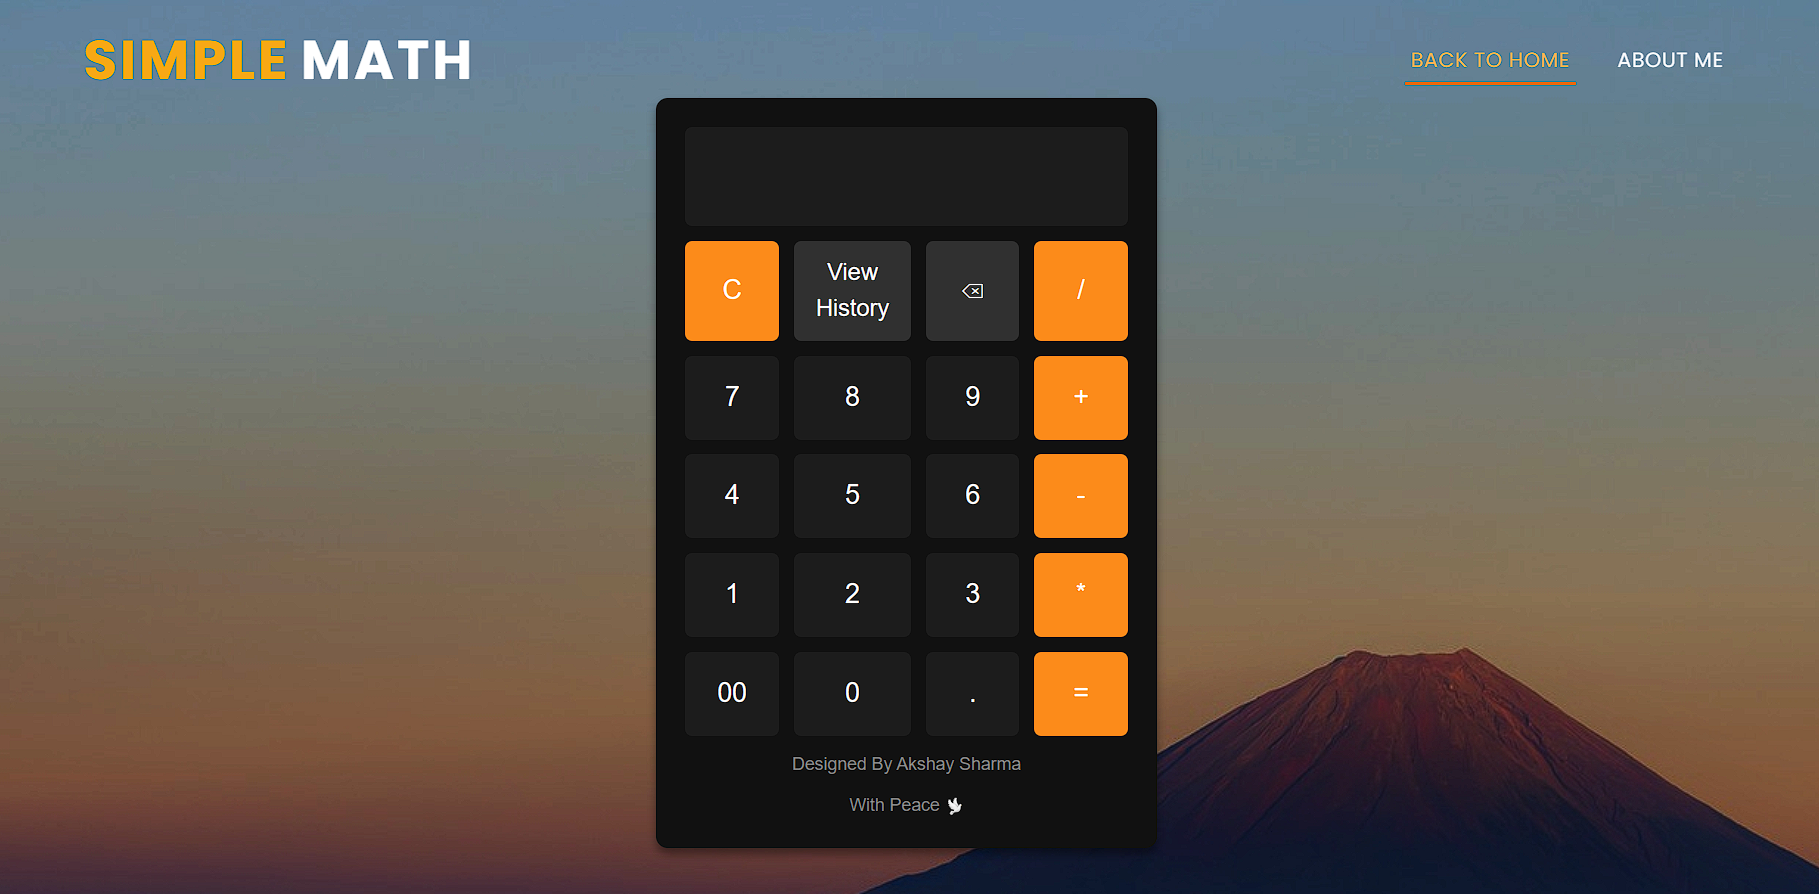 SIMPLE MATH
BACK TO HOME ABOUT ME
C View History /
7 8 9 +
4 5 6 -
1 2 3 *
00 0 . =
Designed By Akshay Sharma
With Peace 🕊